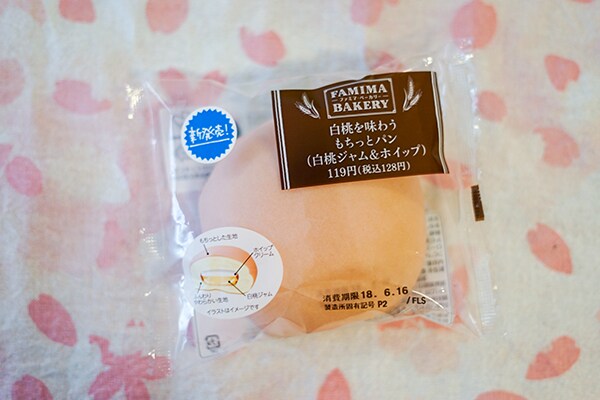 FAMIMA
ファミマ・ベーカリー
BAKERY
白桃を味わう
もちっとパン
(白桃ジャム&ホイップ)
119円(税込128円)
新発売!
もちっとした生地
ホイップ
クリーム
白桃ジャム
イラストはイメージです
消費期限18.6.16
製造所固有記号 P2 /FLS